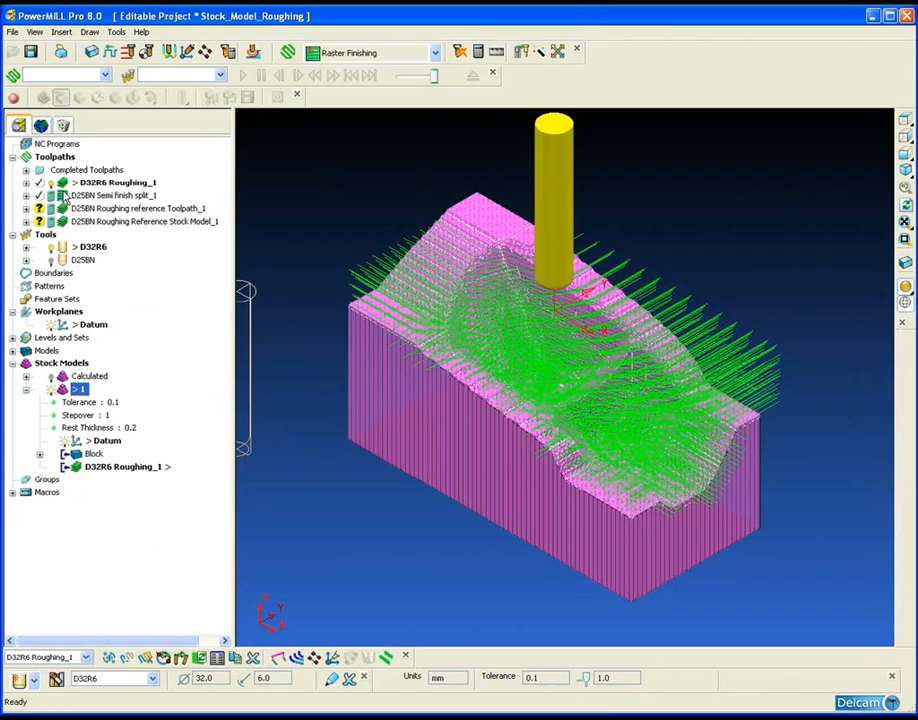 PowerMILL Pro 8.0    [ Editable Project * Stock_Model_Roughing ]
File View Insert Draw Tools Help
Raster Finishing
NC Programs
Toolpaths
Completed Toolpaths
> D32R6 Roughing_1
D25BN Semi finish split_1
D25BN Roughing reference Toolpath_1
D25BN Roughing Reference Stock Model_1
Tools
> D32R6
D25BN
Boundaries
Patterns
Feature Sets
Workplanes
> Datum
Levels and Sets
Models
Stock Models
Calculated
> 1
Tolerance : 0.1
Stepover : 1
Rest Thickness : 0.2
> Datum
Block
D32R6 Roughing_1 >
Groups
Macros
Y
X
Z
Y
X
D32R6 Roughing_1
D32R6 32.0 6.0 Units mm Tolerance 0.1 1.0
Ready
Delcam